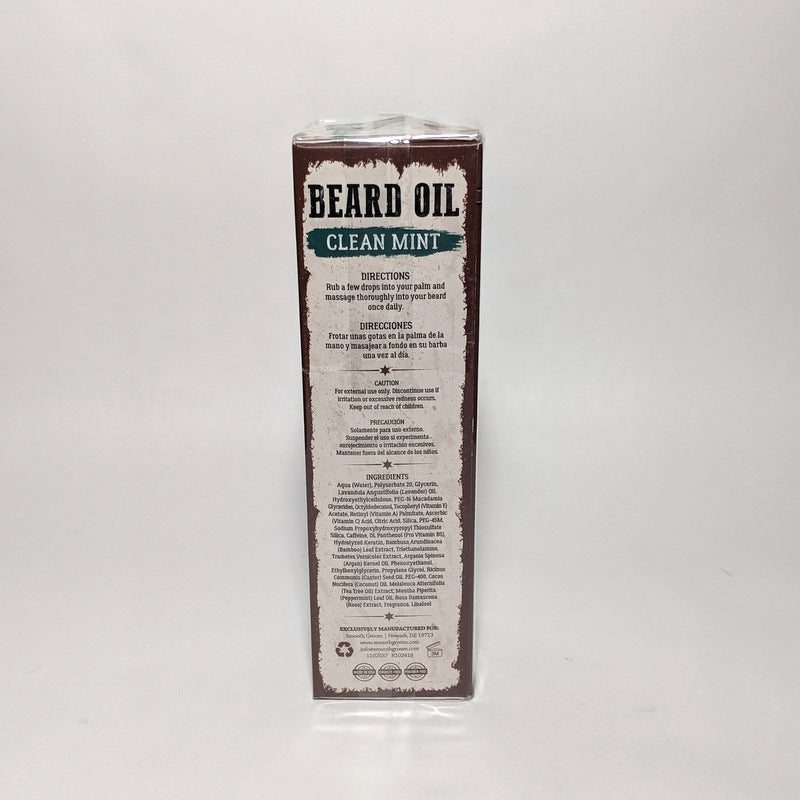 BEARD OIL
CLEAN MINT
DIRECTIONS
Rub a few drops into your palm and
massage thoroughly into your beard
once daily.
DIRECCIONES
Frotar unas gotas en la palma de la
mano y masajear a fondo en su barba
una vez al día.
CAUTION
For external use only. Discontinue use if
irritation or excessive redness occurs.
Keep out of reach of children.
PRECAUCIÓN
Solamente para uso externo.
Suspender el uso si experimenta
enrojecimiento o irritación excesivos.
Mantener fuera del alcance de los niños.
INGREDIENTS
Aqua (Water), Polysorbate 20, Glycerin,
Lavandula Angustifolia (Lavender) Oil,
Hydroxyethylcellulose, PEG-16 Macadamia
Glycerides, Octyldodecanol, Tocopheryl (Vitamin E)
Acetate, Retinyl (Vitamin A) Palmitate, Ascorbic
(Vitamin C) Acid, Citric Acid, Silica, PEG-45M,
Sodium Propoxyhydroxypropyl Thiosulfate
Silica, Caffeine, DL Panthenol (Pro Vitamin B5),
Hydrolyzed Keratin, Bambusa Arundinacea
(Bamboo) Leaf Extract, Triethanolamine,
Trametes Versicolor Extract, Argania Spinosa
(Argan) Kernel Oil, Phenoxyethanol,
Ethylhexylglycerin, Propylene Glycol, Ricinus
Communis (Castor) Seed Oil, PEG-400, Cocos
Nucifera (Coconut) Oil, Melaleuca Alternifolia
(Tea Tree Oil) Extract, Mentha Piperita
(Peppermint) Leaf Oil, Rosa Damascena
(Rose) Extract, Fragrance, Linalool
EXCLUSIVELY MANUFACTURED FOR:
Smooth Groom | Newark, DE 19713
www.smoothgroom.com
info@smoothgroom.com
1102037 R102418